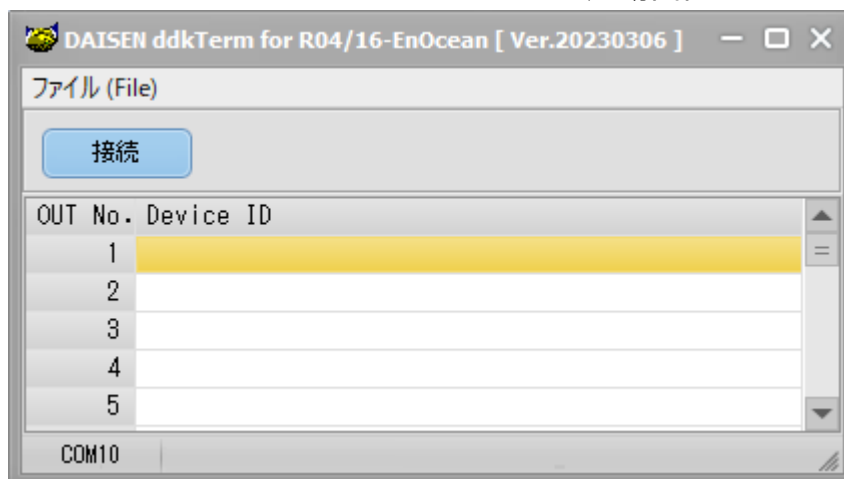 DAISEN ddkTerm for R04/16-EnOcean [ Ver.20230306 ]
ファイル (File)
接続
OUT No. Device ID
1
2
3
4
5
COM10